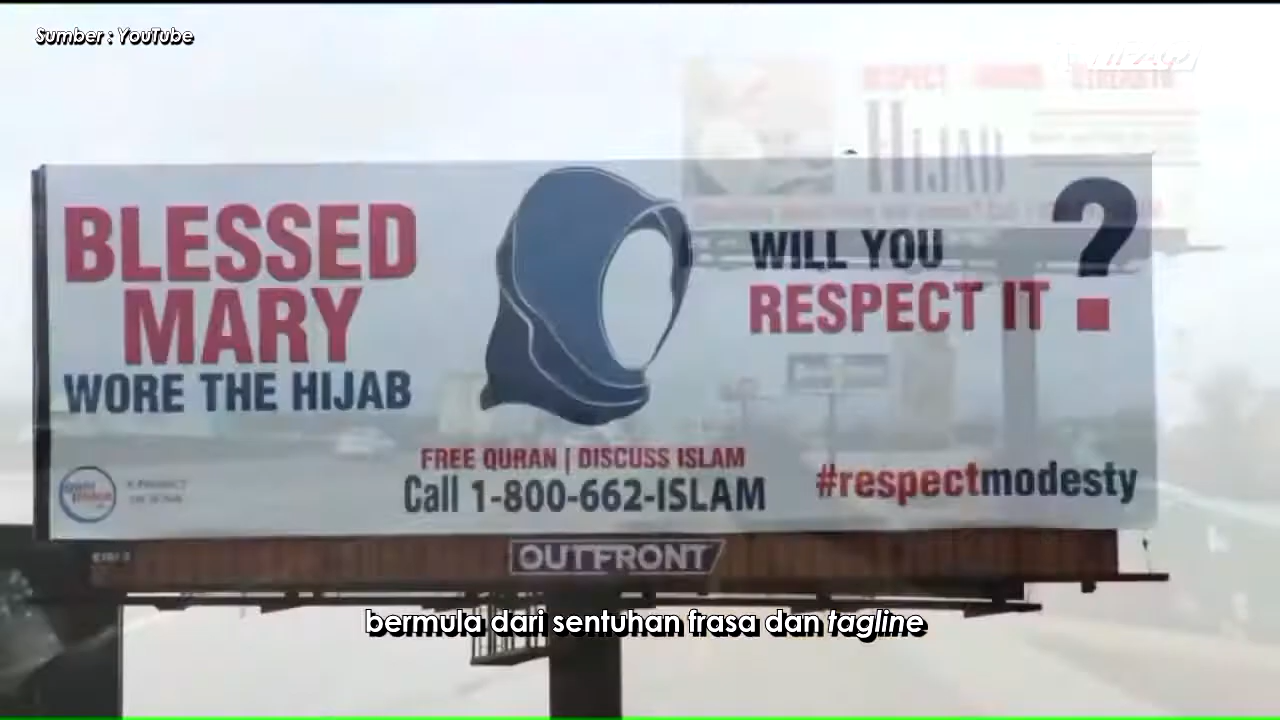 Sumber : YouTube
HIJAB
BLESSED
MARY
WORE THE HIJAB
WILL YOU
RESPECT IT ?
FREE QURAN | DISCUSS ISLAM
Call 1-800-662-ISLAM
#respectmodesty
OUTFRONT
bermula dari sentuhan frasa dan tagline